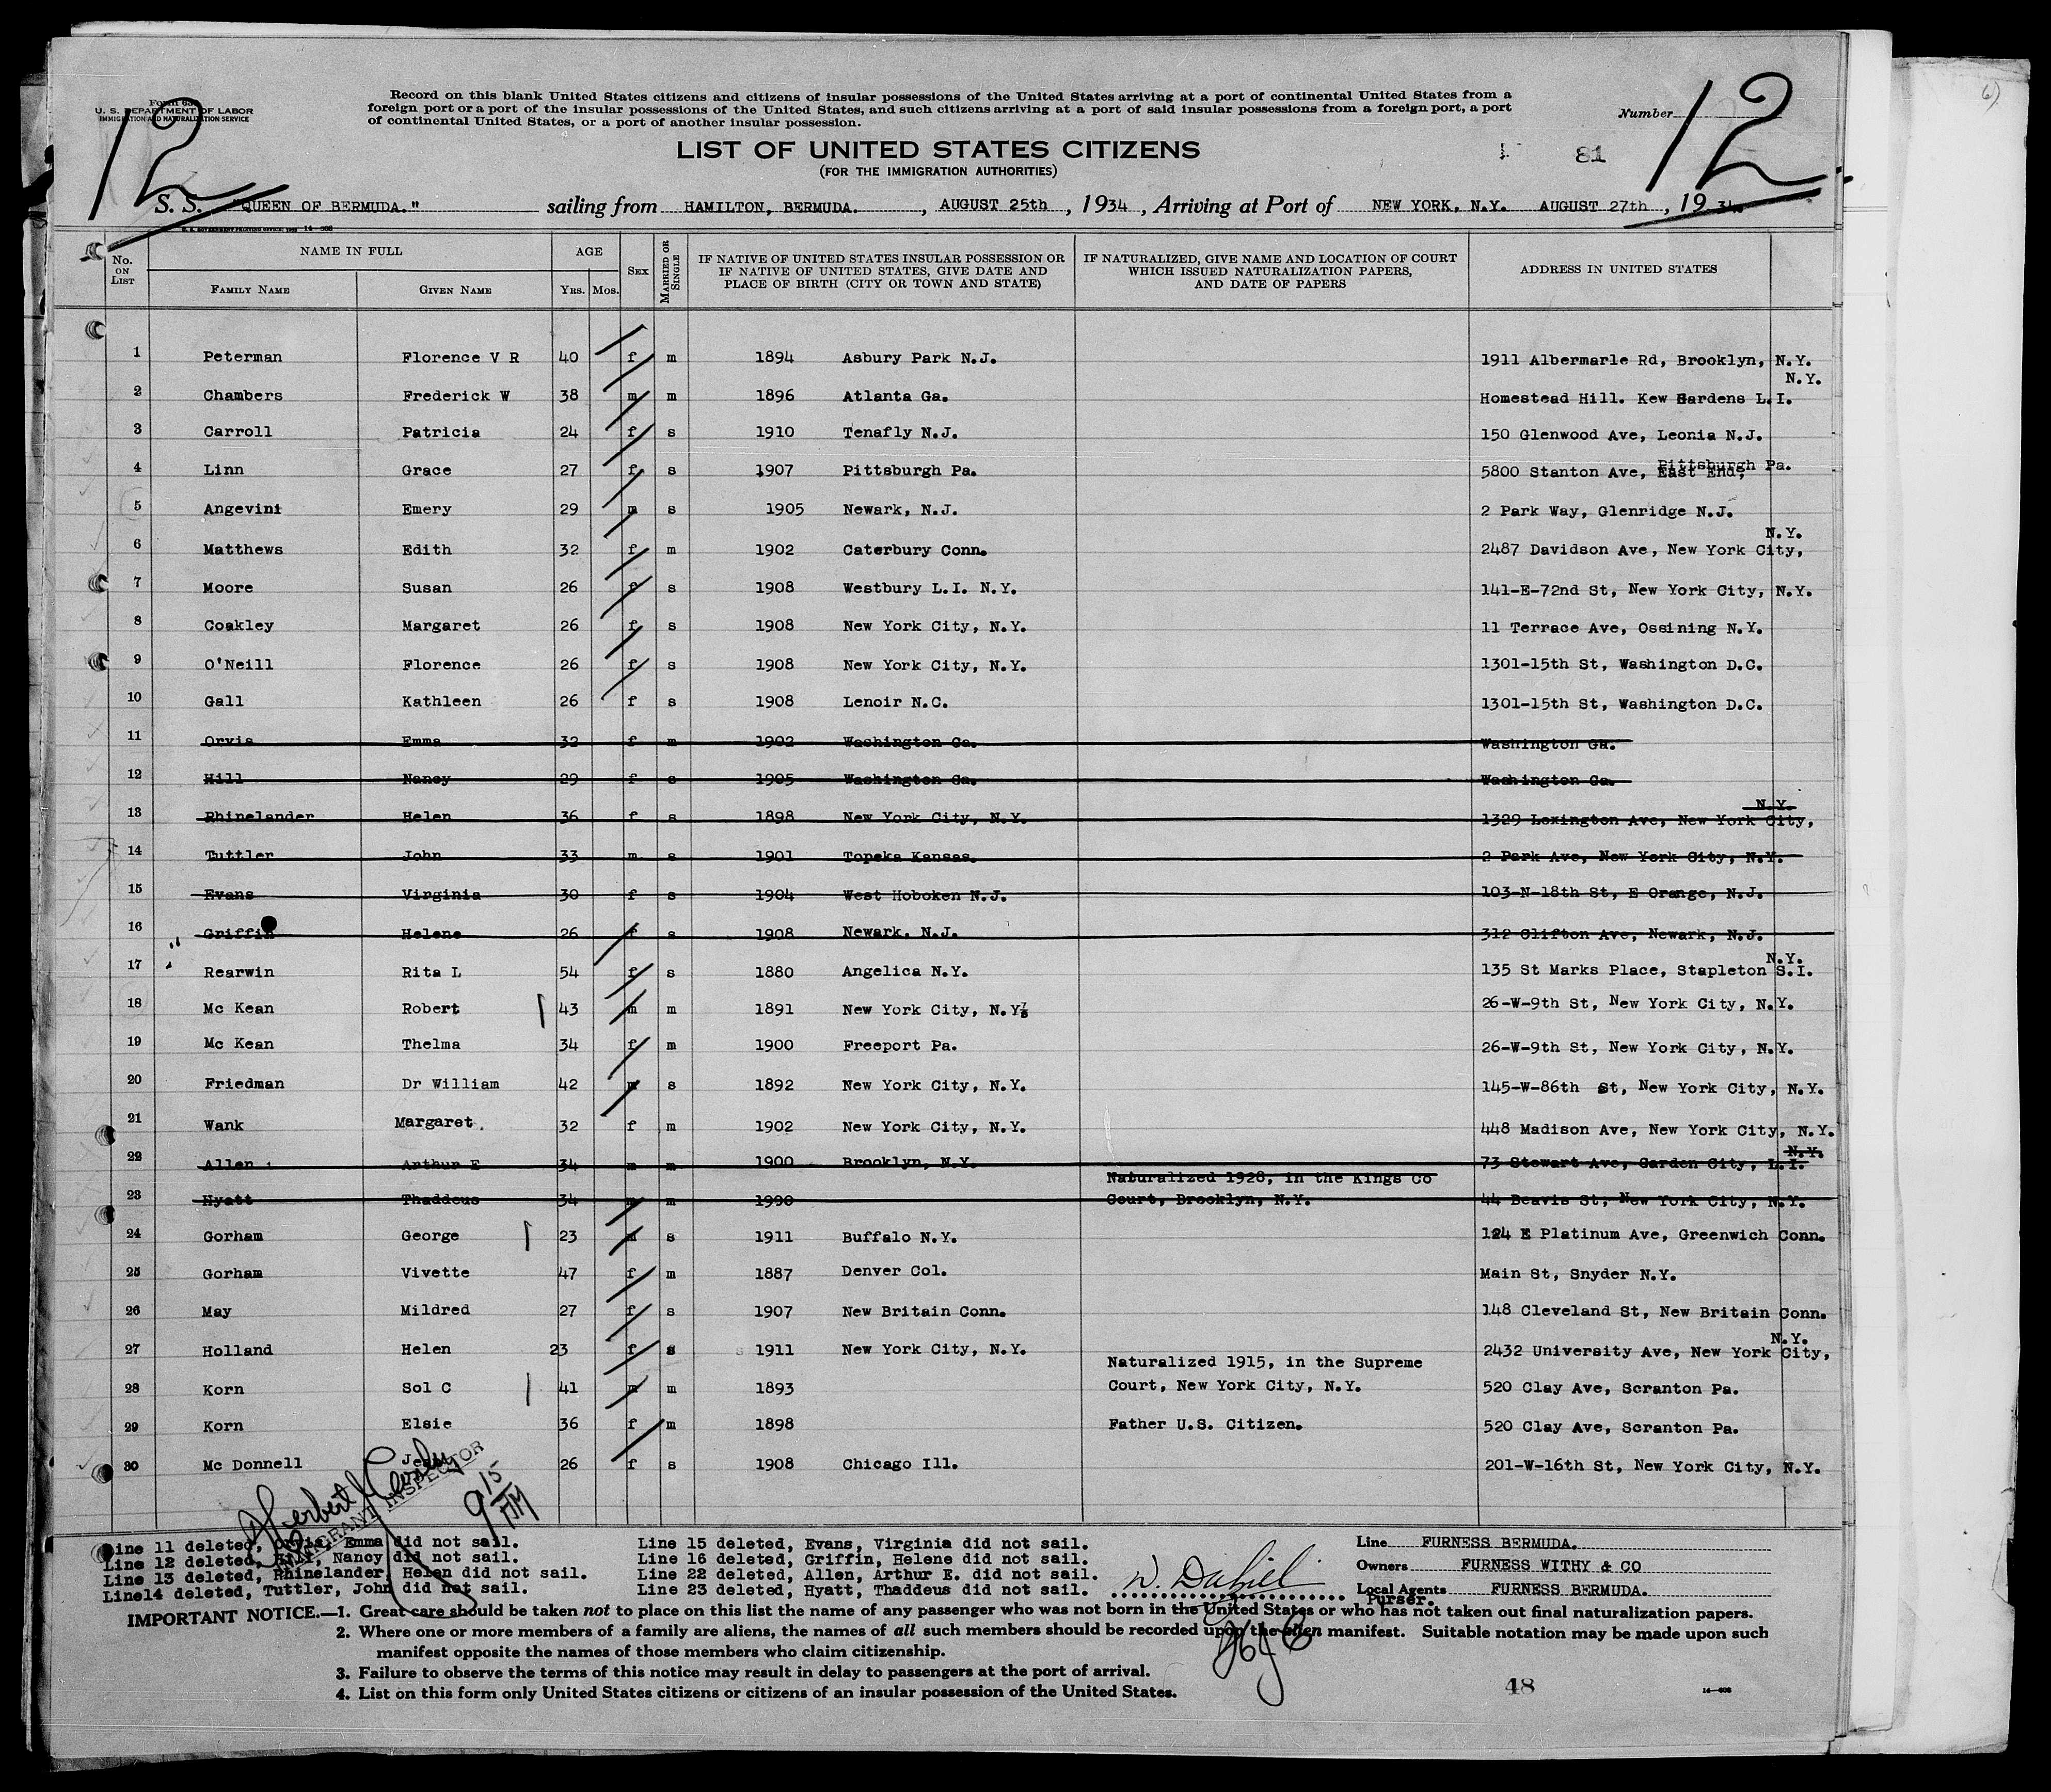 12
Form 630
U. S. DEPARTMENT OF LABOR
IMMIGRATION AND NATURALIZATION SERVICE
Record on this blank United States citizens and citizens of insular possessions of the United States arriving at a port of continental United States from a
foreign port or a port of the insular possessions of the United States, and such citizens arriving at a port of said insular possessions from a foreign port, a port
of continental United States, or a port of another insular possession.
Number 12
LIST OF UNITED STATES CITIZENS
(FOR THE IMMIGRATION AUTHORITIES)
81
S. S. "QUEEN OF BERMUDA." sailing from HAMILTON, BERMUDA. , AUGUST 25th , 1934 , Arriving at Port of NEW YORK, N.Y. AUGUST 27th , 19 34.
No. ON LIST NAME IN FULL FAMILY NAME GIVEN NAME AGE YRS. MOS. SEX MARRIED OR SINGLE IF NATIVE OF UNITED STATES INSULAR POSSESSION OR IF NATIVE OF UNITED STATES, GIVE DATE AND PLACE OF BIRTH (CITY OR TOWN AND STATE) IF NATURALIZED, GIVE NAME AND LOCATION OF COURT WHICH ISSUED NATURALIZATION PAPERS, AND DATE OF PAPERS ADDRESS IN UNITED STATES
1 Peterman Florence V R 40 f m 1894 Asbury Park N.J. 1911 Albermarle Rd, Brooklyn, N.Y.
2 Chambers Frederick W 38 m m 1896 Atlanta Ga. Homestead Hill. Kew Gardens L.I. N.Y.
3 Carroll Patricia 24 f s 1910 Tenafly N.J. 150 Glenwood Ave, Leonia N.J.
4 Linn Grace 27 f s 1907 Pittsburgh Pa. 5800 Stanton Ave, East End, Pittsburgh Pa.
5 Angevini Emery 29 m s 1905 Newark, N.J. 2 Park Way, Glenridge N.J.
6 Matthews Edith 32 f m 1902 Caterbury Conn. 2487 Davidson Ave, New York City, N.Y.
7 Moore Susan 26 f s 1908 Westbury L.I. N.Y. 141-E-72nd St, New York City, N.Y.
8 Coakley Margaret 26 f s 1908 New York City, N.Y. 11 Terrace Ave, Ossining N.Y.
9 O'Neill Florence 26 f s 1908 New York City, N.Y. 1301-15th St, Washington D.C.
10 Gall Kathleen 26 f s 1908 Lenoir N.C. 1301-15th St, Washington D.C.
11 Orvis Emma 32 f m 1902 Washington Ga. Washington Ga.
12 Hill Nancy 29 f s 1905 Washington Ga. Washington Ga.
13 Rhinelander Helen 36 f s 1898 New York City, N.Y. 1329 Lexington Ave, New York City, N.Y.
14 Tuttler John 33 m s 1901 Topeka Kansas. 2 Park Ave, New York City, N.Y.
15 Evans Virginia 30 f s 1904 West Hoboken N.J. 103-N-18th St, E Orange, N.J.
16 Griffin Helene 26 f s 1908 Newark. N.J. 312 Clifton Ave, Newark, N.J.
17 Rearwin Rita L 54 f s 1880 Angelica N.Y. 135 St Marks Place, Stapleton S.I. N.Y.
18 Mc Kean Robert 43 m m 1891 New York City, N.Y. 26-W-9th St, New York City, N.Y.
19 Mc Kean Thelma 34 f m 1900 Freeport Pa. 26-W-9th St, New York City, N.Y.
20 Friedman Dr William 42 m s 1892 New York City, N.Y. 145-W-86th St, New York City, N.Y.
21 Wank Margaret. 32 f m 1902 New York City, N.Y. 448 Madison Ave, New York City, N.Y.
22 Allen Arthur E 34 m m 1900 Brooklyn, N.Y. 73 Stewart Ave, Garden City, L.I. N.Y.
23 Hyatt Thaddeus 34 m m 1990 Naturalized 1928, in the Kings Co Court, Brooklyn, N.Y. 44 Beavis St, New York City, N.Y.
24 Gorham George 23 m s 1911 Buffalo N.Y. 124 E Platinum Ave, Greenwich Conn.
25 Gorham Vivette 47 f m 1887 Denver Col. Main St, Snyder N.Y.
26 May Mildred 27 f s 1907 New Britain Conn. 148 Cleveland St, New Britain Conn.
27 Holland Helen 23 f s 1911 New York City, N.Y. 2432 University Ave, New York City, N.Y.
28 Korn Sol C 41 m m 1893 Naturalized 1915, in the Supreme Court, New York City, N.Y. 520 Clay Ave, Scranton Pa.
29 Korn Elsie 36 f m 1898 Father U.S. Citizen. 520 Clay Ave, Scranton Pa.
30 Mc Donnell 26 f s 1908 Chicago Ill. 201-W-16th St, New York City, N.Y.
Herbert
IMMIGRANT INSPECTOR
9 15 AM
Line 11 deleted, Orvis, Emma did not sail.
Line 12 deleted, Hill, Nancy did not sail.
Line 13 deleted, Rhinelander, Helen did not sail.
Line14 deleted, Tuttler, John did not sail.
Line 15 deleted, Evans, Virginia did not sail.
Line 16 deleted, Griffin, Helene did not sail.
Line 22 deleted, Allen, Arthur E. did not sail.
Line 23 deleted, Hyatt, Thaddeus did not sail.
Purser.
Line FURNESS BERMUDA.
Owners FURNESS WITHY & CO
Local Agents FURNESS BERMUDA.
IMPORTANT NOTICE.—1. Great care should be taken not to place on this list the name of any passenger who was not born in the United States or who has not taken out final naturalization papers.
2. Where one or more members of a family are aliens, the names of all such members should be recorded upon the alien manifest. Suitable notation may be made upon such
manifest opposite the names of those members who claim citizenship.
3. Failure to observe the terms of this notice may result in delay to passengers at the port of arrival.
4. List on this form only United States citizens or citizens of an insular possession of the United States.
48